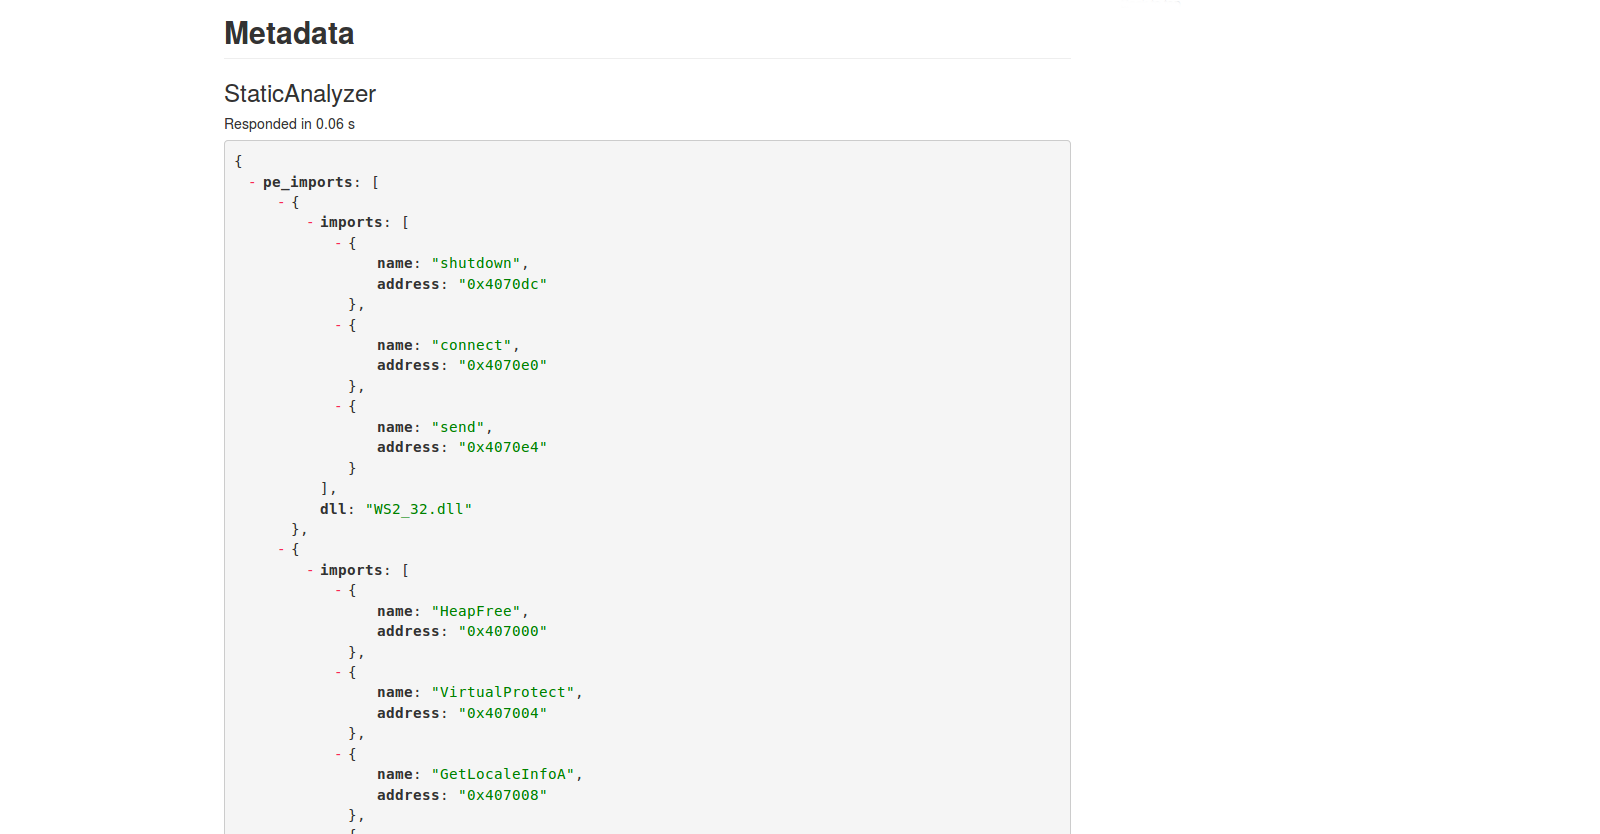 Metadata
StaticAnalyzer
Responded in 0.06 s
{
- pe_imports: [
- {
- imports: [
- {
name: "shutdown",
address: "0x4070dc"
},
- {
name: "connect",
address: "0x4070e0"
},
- {
name: "send",
address: "0x4070e4"
}
],
dll: "WS2_32.dll"
},
- {
- imports: [
- {
name: "HeapFree",
address: "0x407000"
},
- {
name: "VirtualProtect",
address: "0x407004"
},
- {
name: "GetLocaleInfoA",
address: "0x407008"
},
{